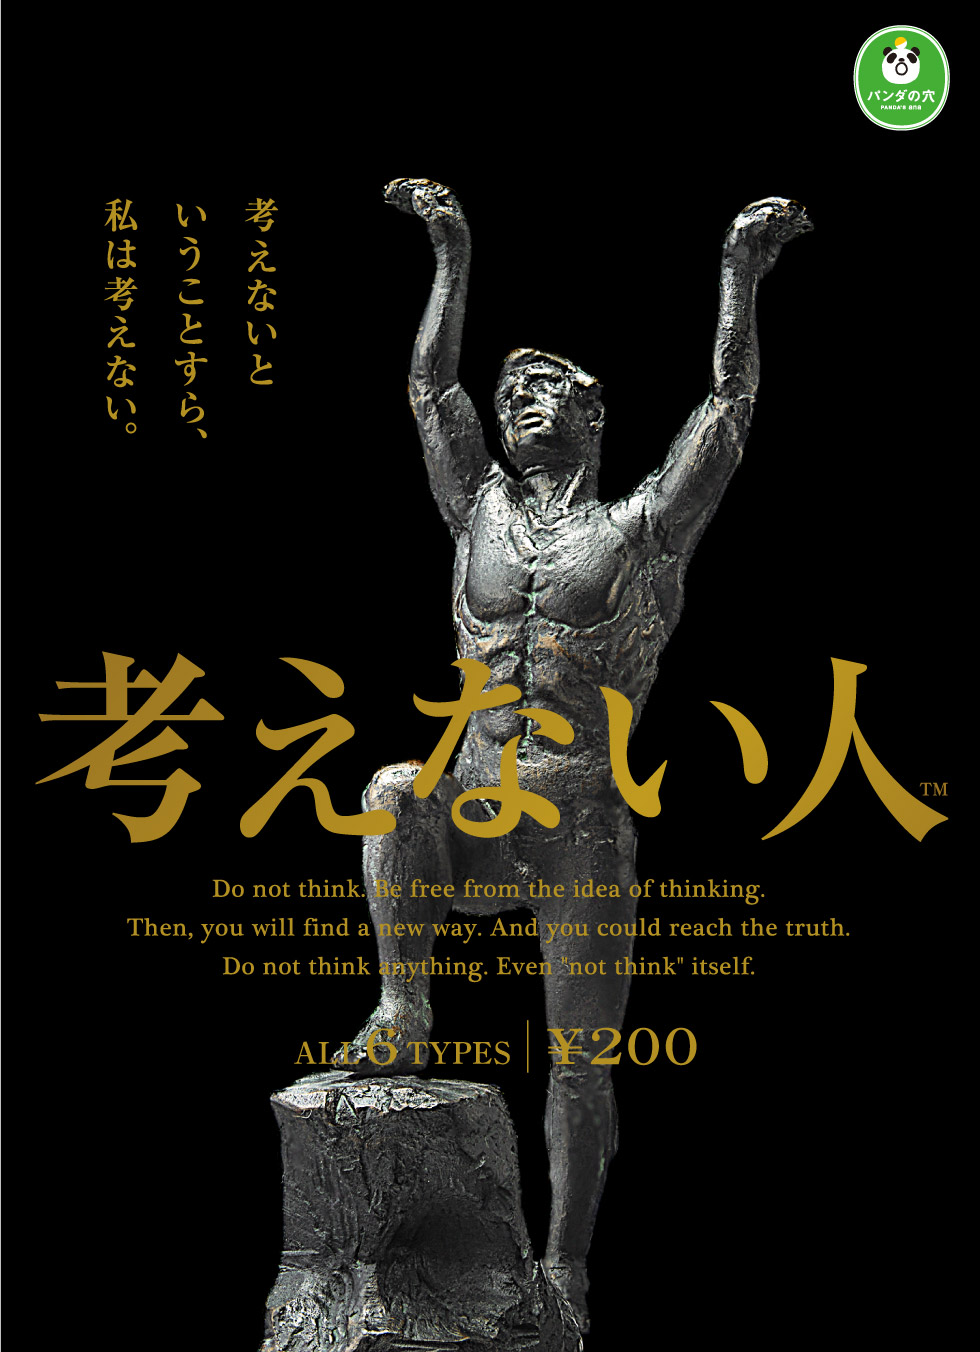 パンダの穴
PANDA'S ana
考えないと
いうことすら、
私は考えない。
考えない人™
Do not think. Be free from the idea of thinking.
Then, you will find a new way. And you could reach the truth.
Do not think anything. Even "not think" itself.
ALL 6 TYPES | ¥200